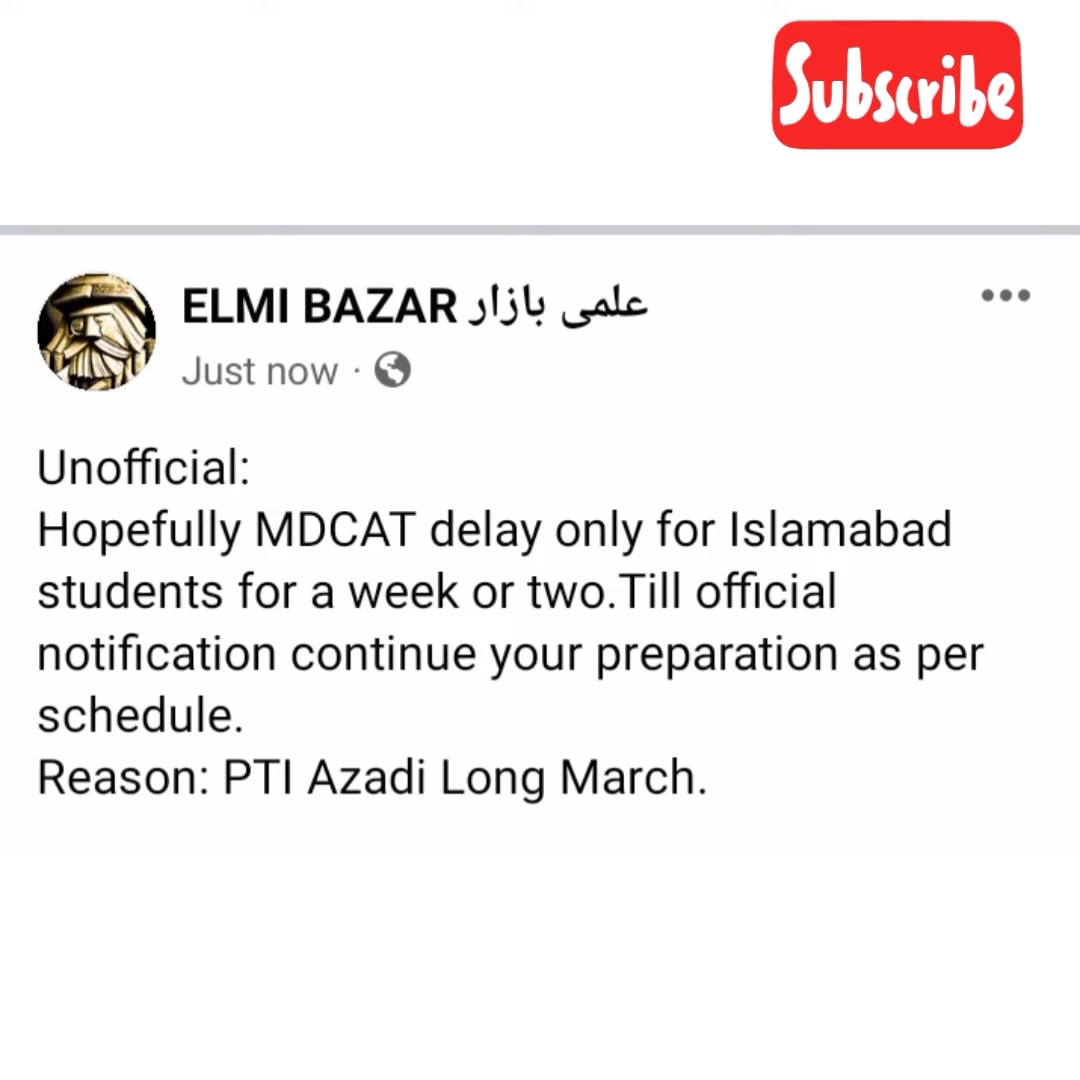 Subscribe
ELMI BAZAR علمی بازار
Just now ·
Unofficial:
Hopefully MDCAT delay only for Islamabad
students for a week or two.Till official
notification continue your preparation as per
schedule.
Reason: PTI Azadi Long March.